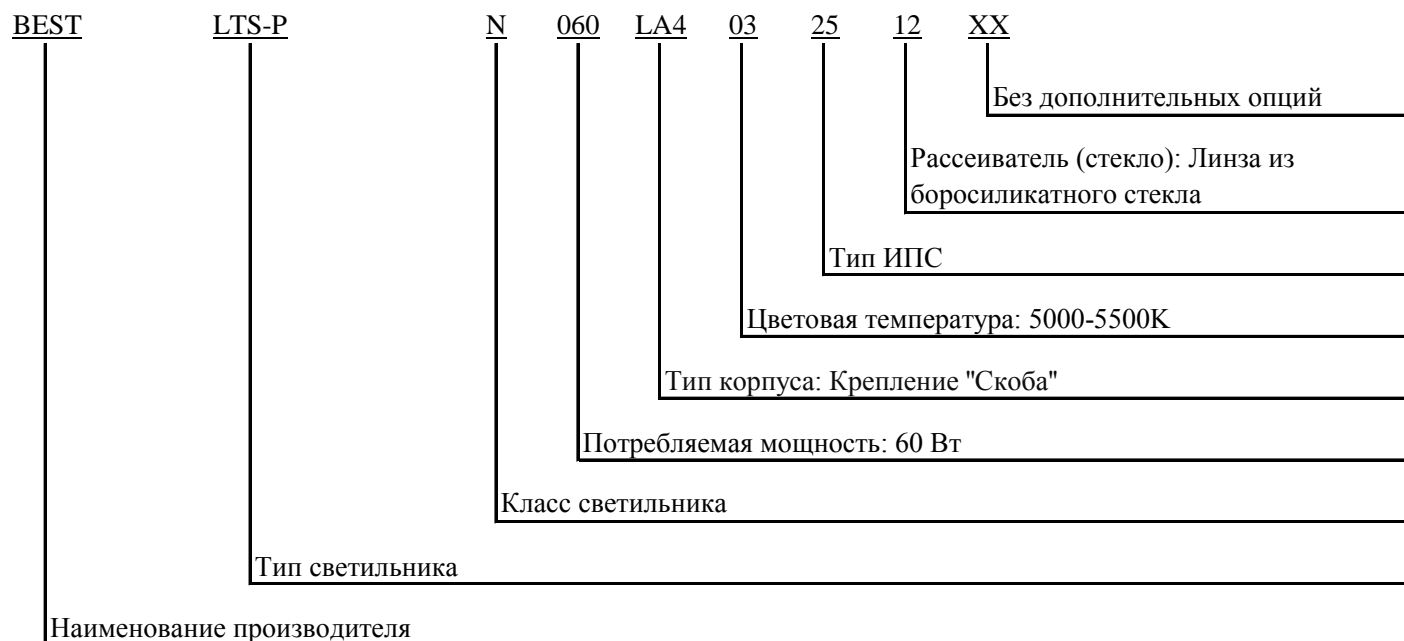 BEST LTS-P N 060 LA4 03 25 12 XX
Без дополнительных опций
Рассеиватель (стекло): Линза из
боросиликатного стекла
Тип ИПС
Цветовая температура: 5000-5500К
Тип корпуса: Крепление "Скоба"
Потребляемая мощность: 60 Вт
Класс светильника
Тип светильника
Наименование производителя